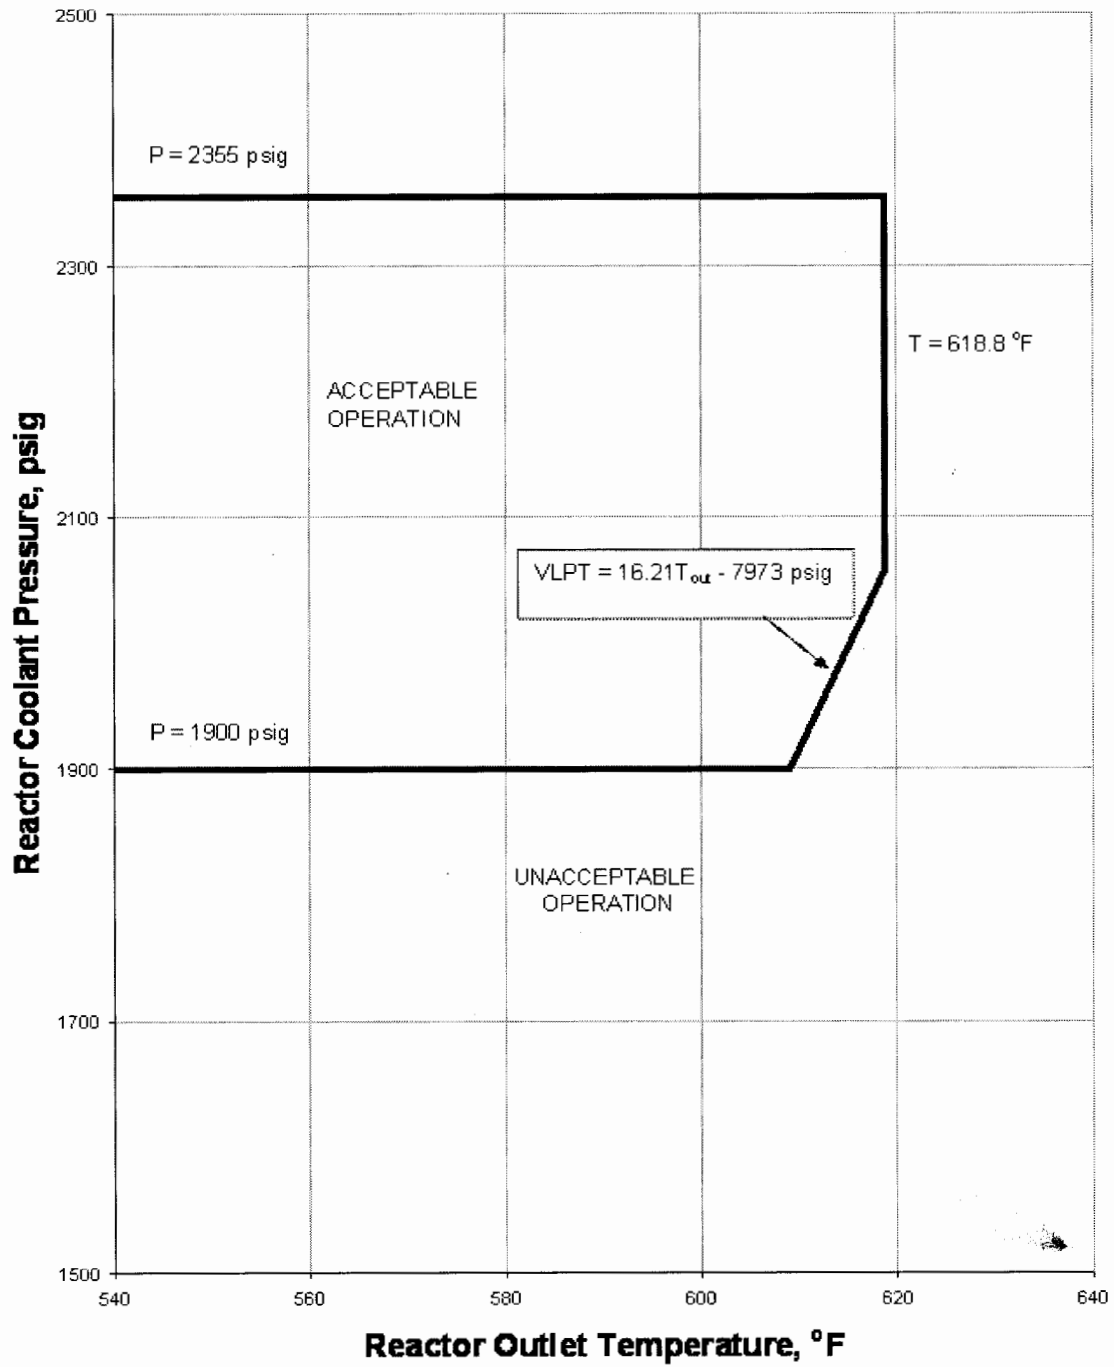 2500
P = 2355 psig
2300
T = 618.8 °F
ACCEPTABLE
OPERATION
Reactor Coolant Pressure, psig
2100
VLPT = 16.21Tout - 7973 psig
P = 1900 psig
1900
UNACCEPTABLE
OPERATION
1700
1500
540 560 580 600 620 640
Reactor Outlet Temperature, °F